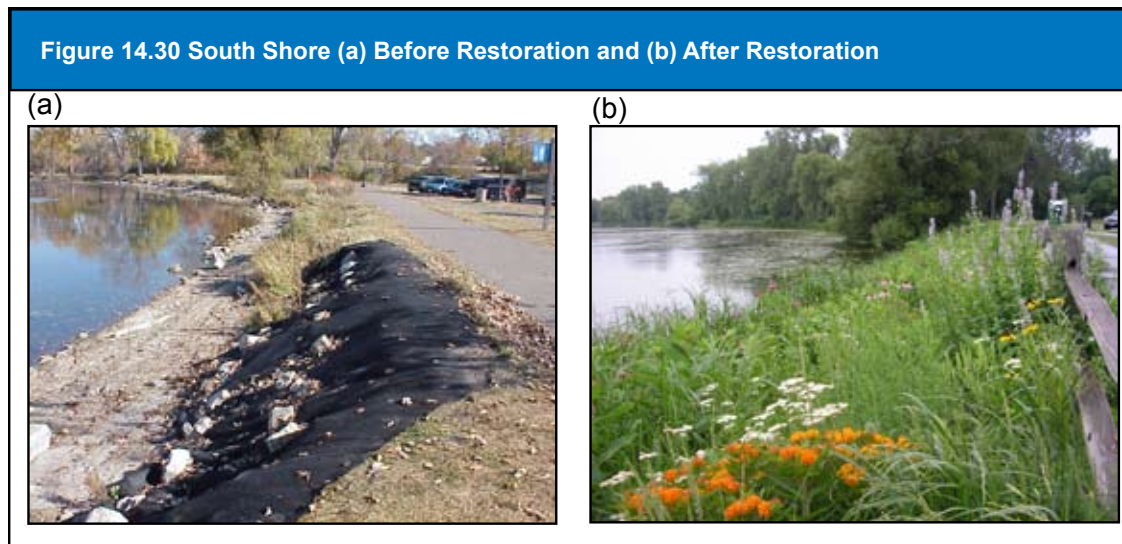 Figure 14.30 South Shore (a) Before Restoration and (b) After Restoration
(a)
(b)